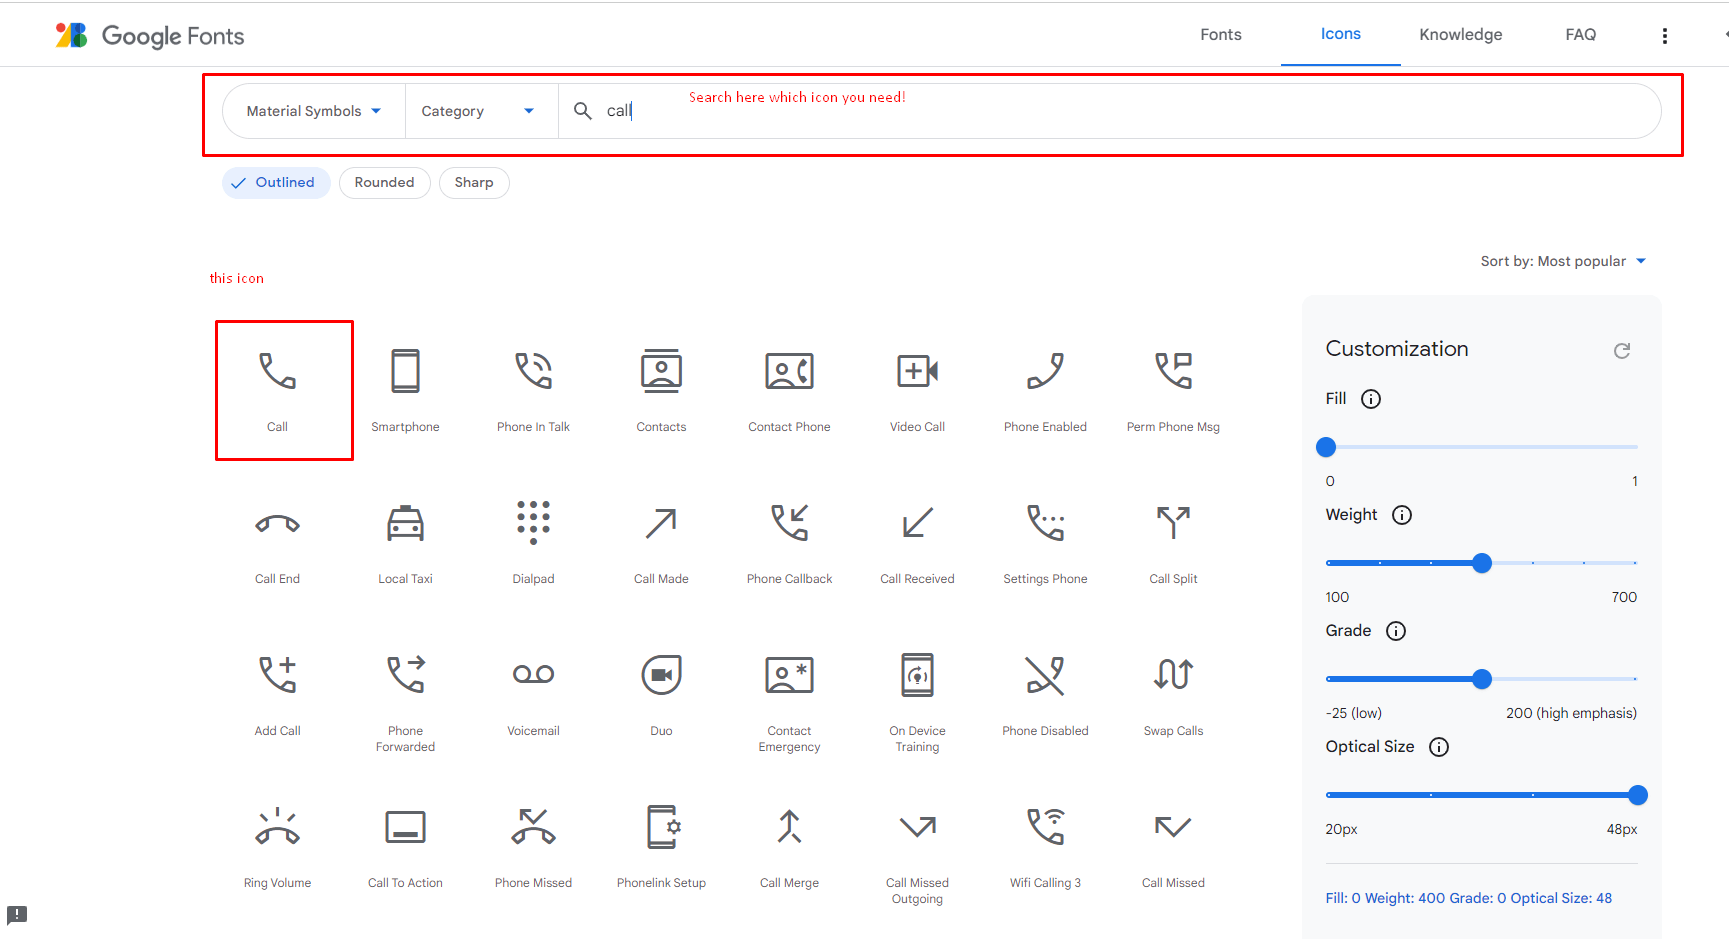 Google Fonts
Fonts
Icons
Knowledge
FAQ
Material Symbols
Category
call
Search here which icon you need!
Outlined
Rounded
Sharp
Sort by: Most popular
this icon
Call
Smartphone
Phone In Talk
Contacts
Contact Phone
Video Call
Phone Enabled
Perm Phone Msg
Call End
Local Taxi
Dialpad
Call Made
Phone Callback
Call Received
Settings Phone
Call Split
Add Call
Phone
Forwarded
Voicemail
Duo
Contact
Emergency
On Device
Training
Phone Disabled
Swap Calls
Ring Volume
Call To Action
Phone Missed
Phonelink Setup
Call Merge
Call Missed
Outgoing
Wifi Calling 3
Call Missed
Customization
Fill
0
1
Weight
100
700
Grade
-25 (low)
200 (high emphasis)
Optical Size
20px
48px
Fill: 0 Weight: 400 Grade: 0 Optical Size: 48